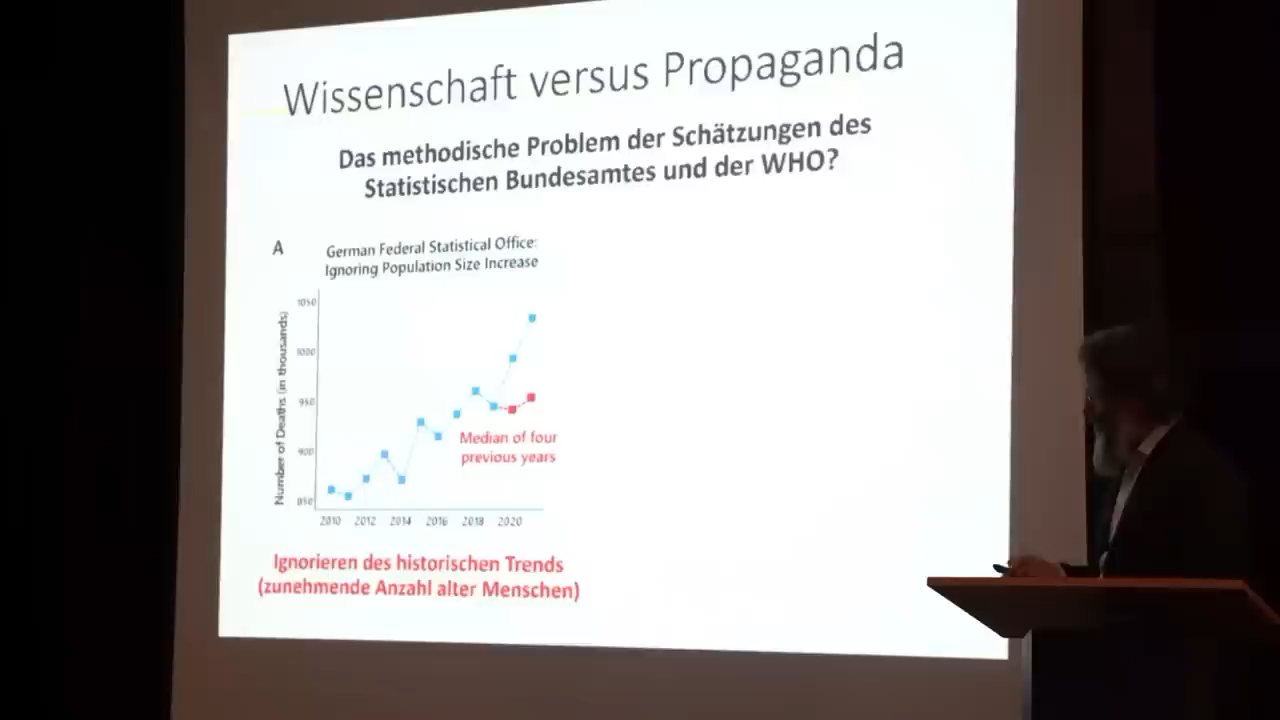 Wissenschaft versus Propaganda
Das methodische Problem der Schätzungen des
Statistischen Bundesamtes und der WHO?
A
German Federal Statistical Office:
Ignoring Population Size Increase
Number of Deaths (in thousands)
1050
1000
950
900
850
Median of four
previous years
2010 2012 2014 2016 2018 2020
Ignorieren des historischen Trends
(zunehmende Anzahl alter Menschen)